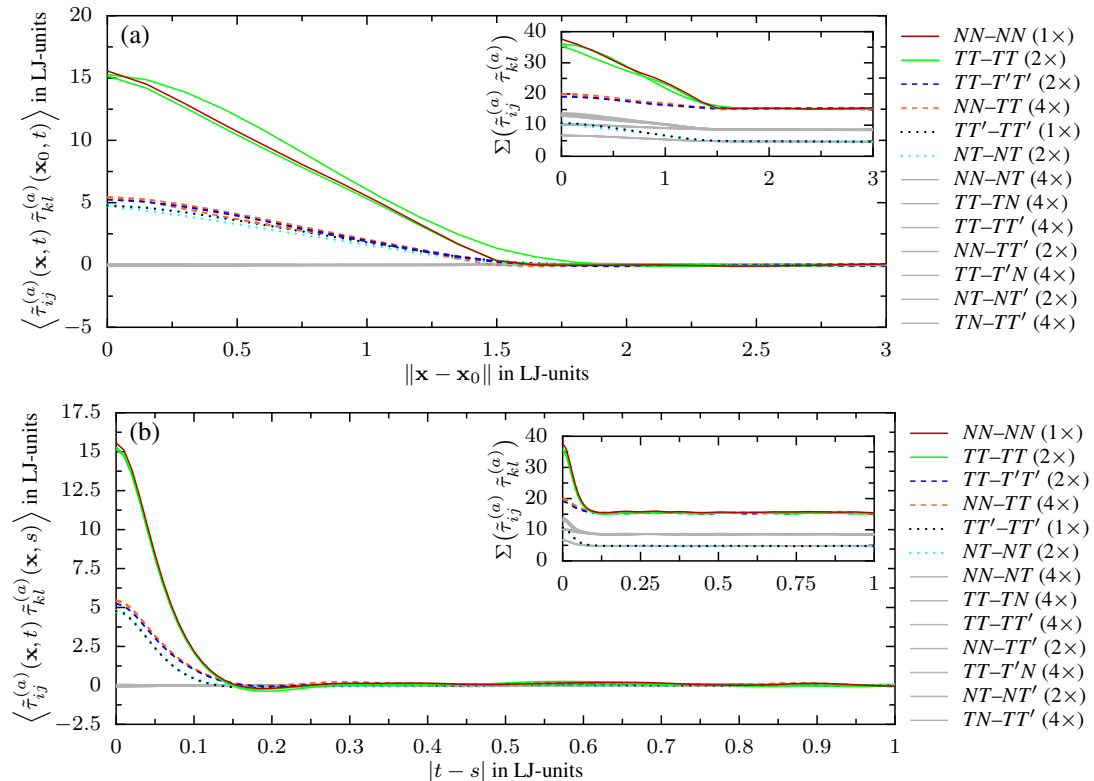 (a)
⟨τ̃ij(a)(x, t) τ̃kl(a)(x0, t)⟩ in LJ-units
20
15
10
5
0
−5
0
0.5
1
1.5
2
2.5
3
‖x − x0‖ in LJ-units
Σ(τ̃ij(a) τ̃kl(a))
40
30
20
10
0
0
1
2
3
NN–NN (1×)
TT–TT (2×)
TT–T′T′ (2×)
NN–TT (4×)
TT′–TT′ (1×)
NT–NT (2×)
NN–NT (4×)
TT–TN (4×)
TT–TT′ (4×)
NN–TT′ (2×)
TT–T′N (4×)
NT–NT′ (2×)
TN–TT′ (4×)
(b)
⟨τ̃ij(a)(x, t) τ̃kl(a)(x, s)⟩ in LJ-units
17.5
15
12.5
10
7.5
5
2.5
0
−2.5
0
0.1
0.2
0.3
0.4
0.5
0.6
0.7
0.8
0.9
1
|t − s| in LJ-units
Σ(τ̃ij(a) τ̃kl(a))
40
30
20
10
0
0
0.25
0.5
0.75
1
NN–NN (1×)
TT–TT (2×)
TT–T′T′ (2×)
NN–TT (4×)
TT′–TT′ (1×)
NT–NT (2×)
NN–NT (4×)
TT–TN (4×)
TT–TT′ (4×)
NN–TT′ (2×)
TT–T′N (4×)
NT–NT′ (2×)
TN–TT′ (4×)